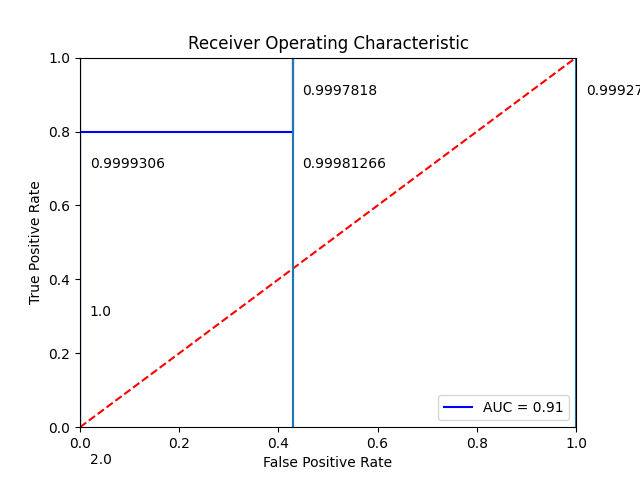 Receiver Operating Characteristic
1.0
0.9997818
0.99927
0.8
0.9999306
0.99981266
True Positive Rate
0.6
0.4
1.0
0.2
AUC = 0.91
0.0
0.0 0.2 0.4 0.6 0.8 1.0
2.0
False Positive Rate